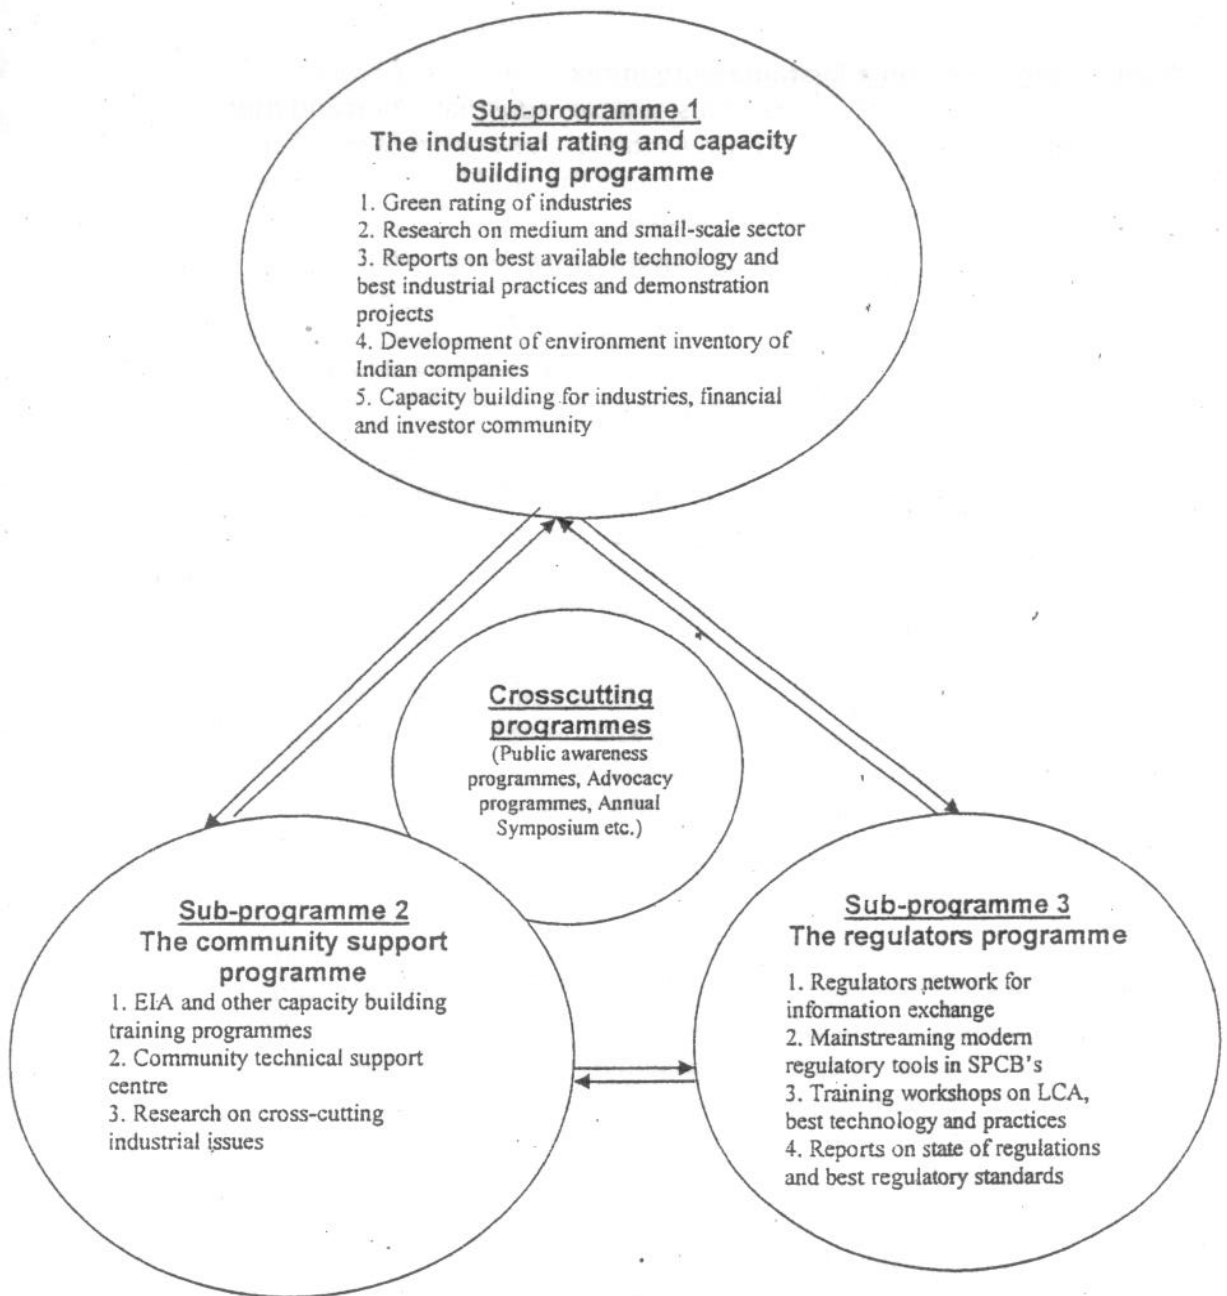 Sub-programme 1
The industrial rating and capacity
building programme
1. Green rating of industries
2. Research on medium and small-scale sector
3. Reports on best available technology and
best industrial practices and demonstration
projects
4. Development of environment inventory of
Indian companies
5. Capacity building for industries, financial
and investor community
Crosscutting
programmes
(Public awareness
programmes, Advocacy
programmes, Annual
Symposium etc.)
Sub-programme 2
The community support
programme
1. EIA and other capacity building
training programmes
2. Community technical support
centre
3. Research on cross-cutting
industrial issues
Sub-programme 3
The regulators programme
1. Regulators network for
information exchange
2. Mainstreaming modern
regulatory tools in SPCB's
3. Training workshops on LCA,
best technology and practices
4. Reports on state of regulations
and best regulatory standards